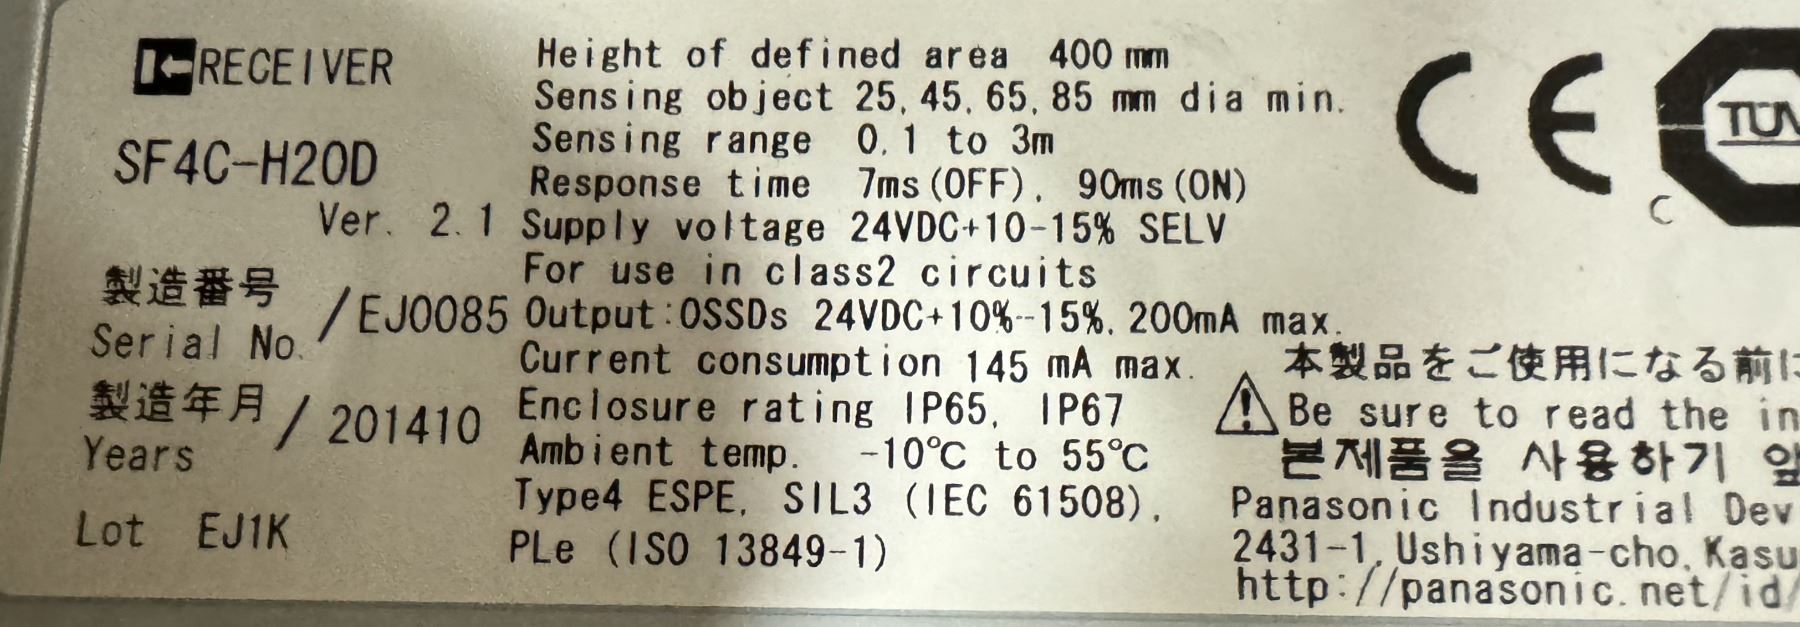 RECEIVER
SF4C-H20D
Ver. 2.1
製造番号
Serial No. / EJ0085
製造年月
Years / 201410
Lot EJ1K
Height of defined area 400 mm
Sensing object 25, 45, 65, 85 mm dia min.
Sensing range 0.1 to 3m
Response time 7ms(OFF), 90ms(ON)
Supply voltage 24VDC+10-15% SELV
For use in class2 circuits
Output:OSSDs 24VDC+10%--15%, 200mA max.
Current consumption 145 mA max.
Enclosure rating IP65, IP67
Ambient temp. -10℃ to 55℃
Type4 ESPE, SIL3 (IEC 61508),
PLe (ISO 13849-1)
CE
TÜV
C
本製品をご使用になる前に
Be sure to read the in
본제품을 사용하기 앞
Panasonic Industrial Dev
2431-1, Ushiyama-cho, Kasu
http://panasonic.net/id/